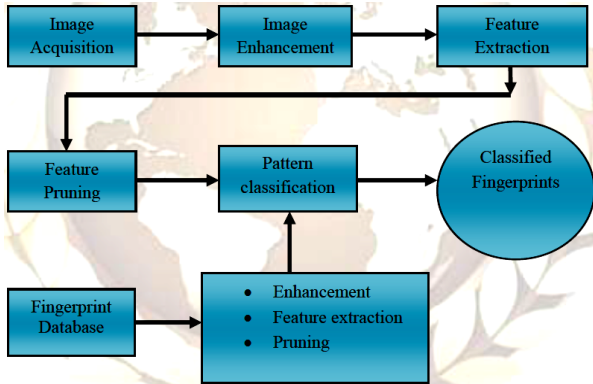 Image
Acquisition
Image
Enhancement
Feature
Extraction
Feature
Pruning
Pattern
classification
Classified
Fingerprints
Fingerprint
Database
• Enhancement
• Feature extraction
• Pruning